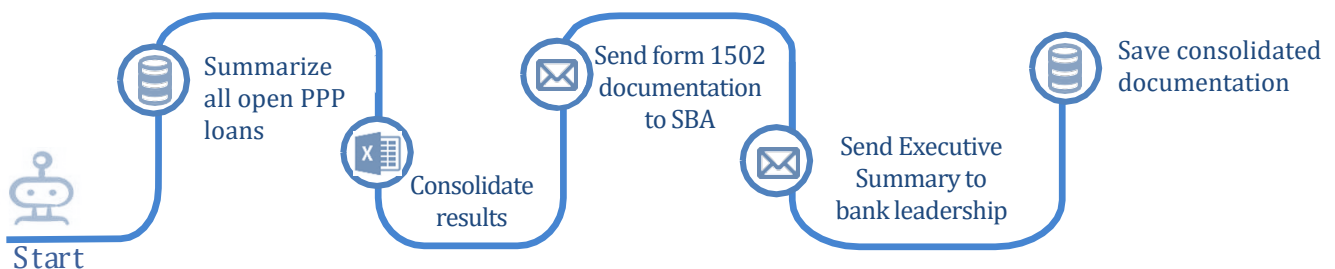 Start
Summarize
all open PPP
loans
X
Consolidate
results
Send form 1502
documentation
to SBA
Send Executive
Summary to
bank leadership
Save consolidated
documentation